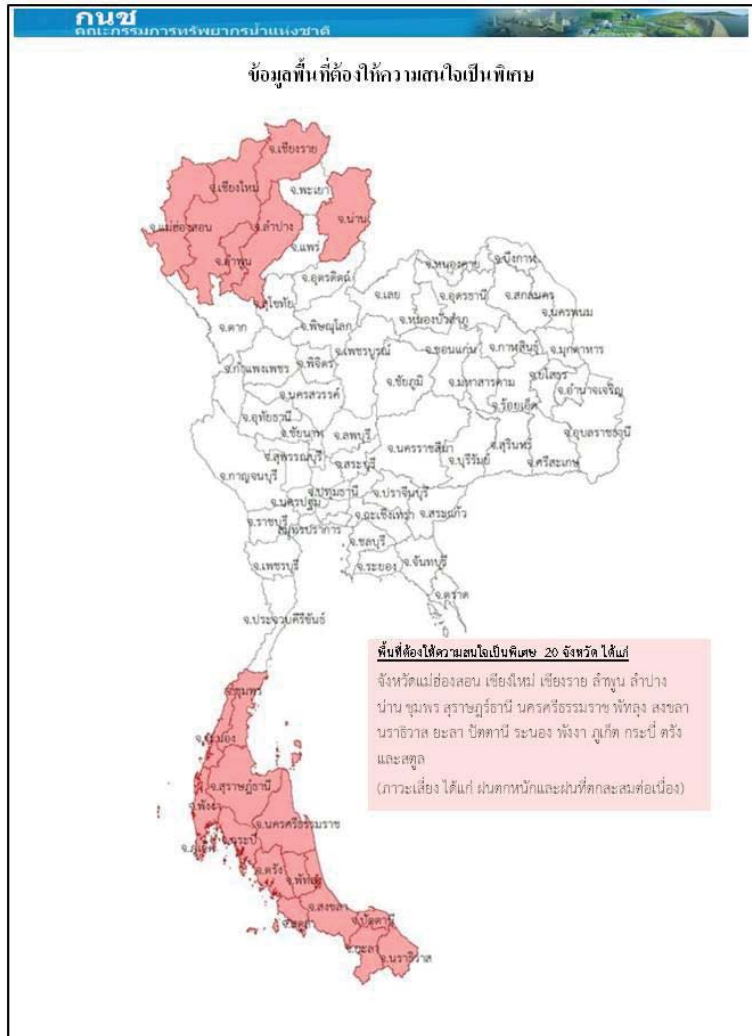 กนช
คณะกรรมการทรัพยากรน้ำแห่งชาติ
ข้อมูลพื้นที่ต้องให้ความสนใจเป็นพิเศษ
จ.เชียงราย
จ.เชียงใหม่
จ.พะเยา
จ.น่าน
จ.แม่ฮ่องสอน
จ.ลำปาง
จ.แพร่
จ.ลำพูน
จ.อุตรดิตถ์
จ.หนองคาย
จ.บึงกาฬ
จ.สุโขทัย
จ.เลย
จ.อุดรธานี
จ.สกลนคร
จ.นครพนม
จ.ตาก
จ.พิษณุโลก
จ.หนองบัวลำภู
จ.เพชรบูรณ์
จ.ขอนแก่น
จ.กาฬสินธุ์
จ.มุกดาหาร
จ.กำแพงเพชร
จ.พิจิตร
จ.ชัยภูมิ
จ.มหาสารคาม
จ.ยโสธร
จ.อำนาจเจริญ
จ.นครสวรรค์
จ.ร้อยเอ็ด
จ.อุทัยธานี
จ.ชัยนาท
จ.ลพบุรี
จ.นครราชสีมา
จ.บุรีรัมย์
จ.สุรินทร์
จ.ศรีสะเกษ
จ.อุบลราชธานี
จ.สุพรรณบุรี
จ.สระบุรี
จ.กาญจนบุรี
จ.ปทุมธานี
จ.ปราจีนบุรี
จ.นครปฐม
จ.ฉะเชิงเทรา
จ.สระแก้ว
จ.ราชบุรี
สมุทรปราการ
จ.ชลบุรี
จ.เพชรบุรี
จ.ระยอง
จ.จันทบุรี
จ.ตราด
จ.ประจวบคีรีขันธ์
พื้นที่ต้องให้ความสนใจเป็นพิเศษ 20 จังหวัด ได้แก่
จังหวัดแม่ฮ่องสอน เชียงใหม่ เชียงราย ลำพูน ลำปาง
น่าน ชุมพร สุราษฎร์ธานี นครศรีธรรมราช พัทลุง สงขลา
นราธิวาส ยะลา ปัตตานี ระนอง พังงา ภูเก็ต กระบี่ ตรัง
และสตูล
(ภาวะเสี่ยง ได้แก่ ฝนตกหนักและฝนที่ตกสะสมต่อเนื่อง)
จ.ชุมพร
จ.ระนอง
จ.สุราษฎร์ธานี
จ.พังงา
จ.นครศรีธรรมราช
จ.กระบี่
จ.ภูเก็ต
จ.ตรัง
จ.พัทลุง
จ.สงขลา
จ.สตูล
จ.ปัตตานี
จ.ยะลา
จ.นราธิวาส